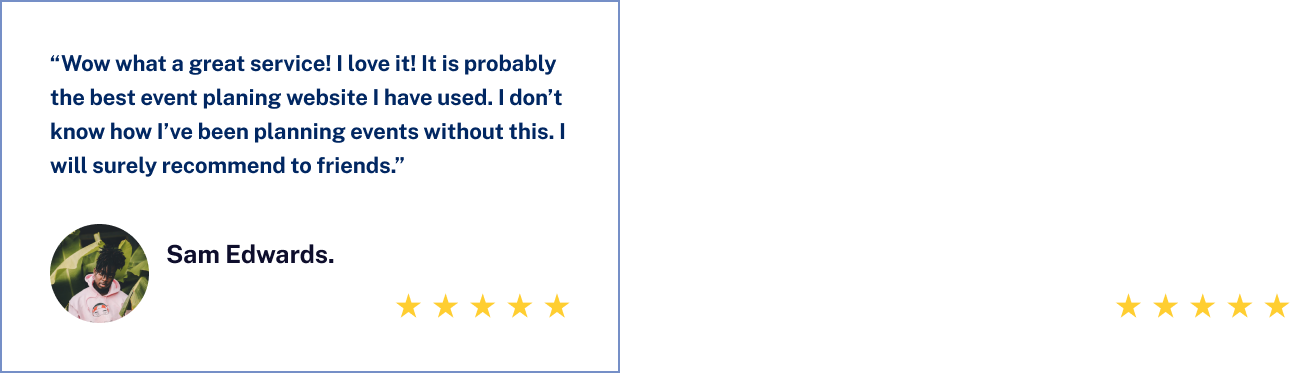 “Wow what a great service! I love it! It is probably
the best event planing website I have used. I don’t
know how I’ve been planning events without this. I
will surely recommend to friends.”
Sam Edwards.